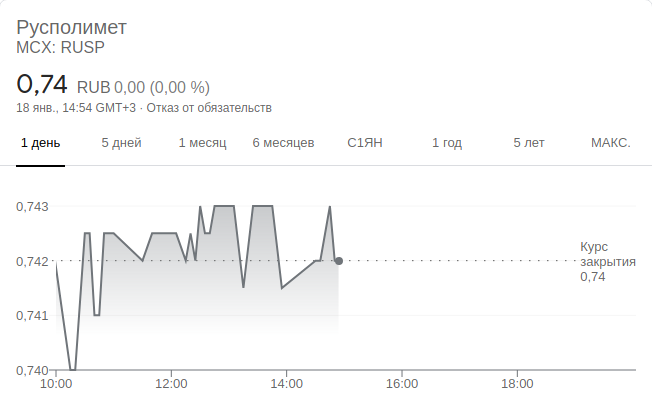 Русполимет
MCX: RUSP
0,74 RUB 0,00 (0,00 %)
18 янв., 14:54 GMT+3 · Отказ от обязательств
1 день 5 дней 1 месяц 6 месяцев С1ЯН 1 год 5 лет МАКС.
0,743
0,742
0,741
0,740
Курс
закрытия
0,74
10:00 12:00 14:00 16:00 18:00